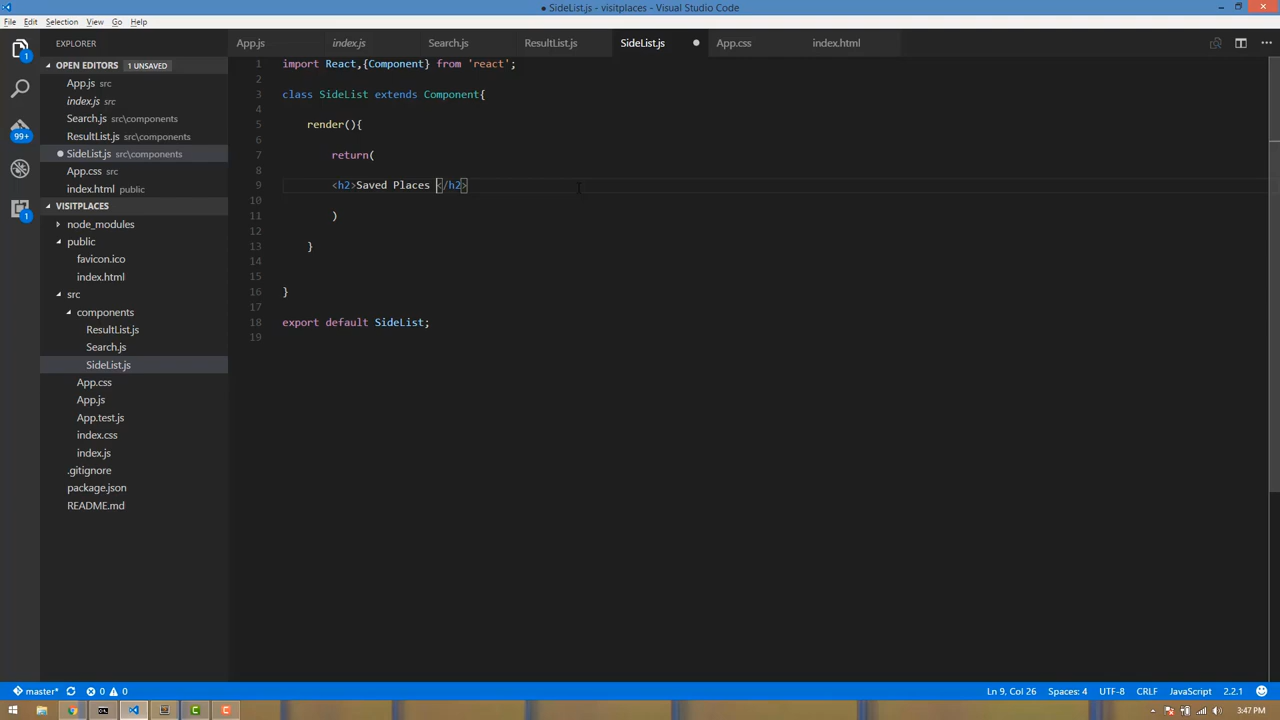 ● SideList.js - visitplaces - Visual Studio Code
File Edit Selection View Go Help
EXPLORER
App.js index.js Search.js ResultList.js SideList.js ● App.css index.html
OPEN EDITORS 1 UNSAVED
App.js src
index.js src
Search.js src\components
ResultList.js src\components
SideList.js src\components
App.css src
index.html public
VISITPLACES
node_modules
public
favicon.ico
index.html
src
components
ResultList.js
Search.js
SideList.js
App.css
App.js
App.test.js
index.css
index.js
.gitignore
package.json
README.md
99+
1
1
1 import React,{Component} from 'react';
2
3 class SideList extends Component{
4
5 render(){
6
7 return(
8
9 <h2>Saved Places </h2>
10
11 )
12
13 }
14
15
16 }
17
18 export default SideList;
19
master* 0 0 Ln 9, Col 26 Spaces: 4 UTF-8 CRLF JavaScript 2.2.1
3:47 PM